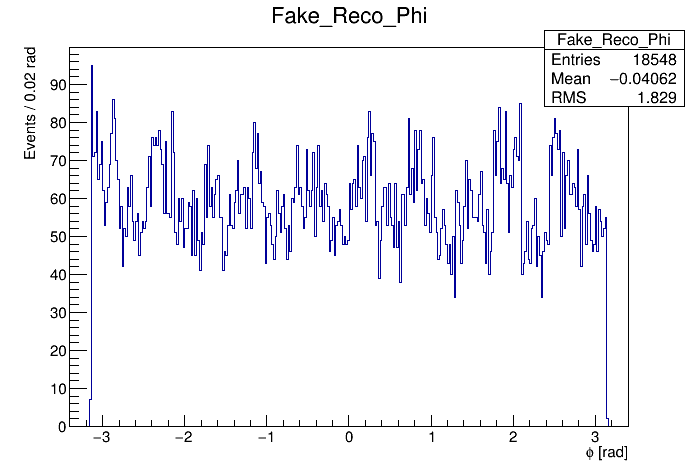 Fake_Reco_Phi
Fake_Reco_Phi
Entries 18548
Mean −0.04062
RMS 1.829
Events / 0.02 rad
90
80
70
60
50
40
30
20
10
0
−3 −2 −1 0 1 2 3
ϕ [rad]